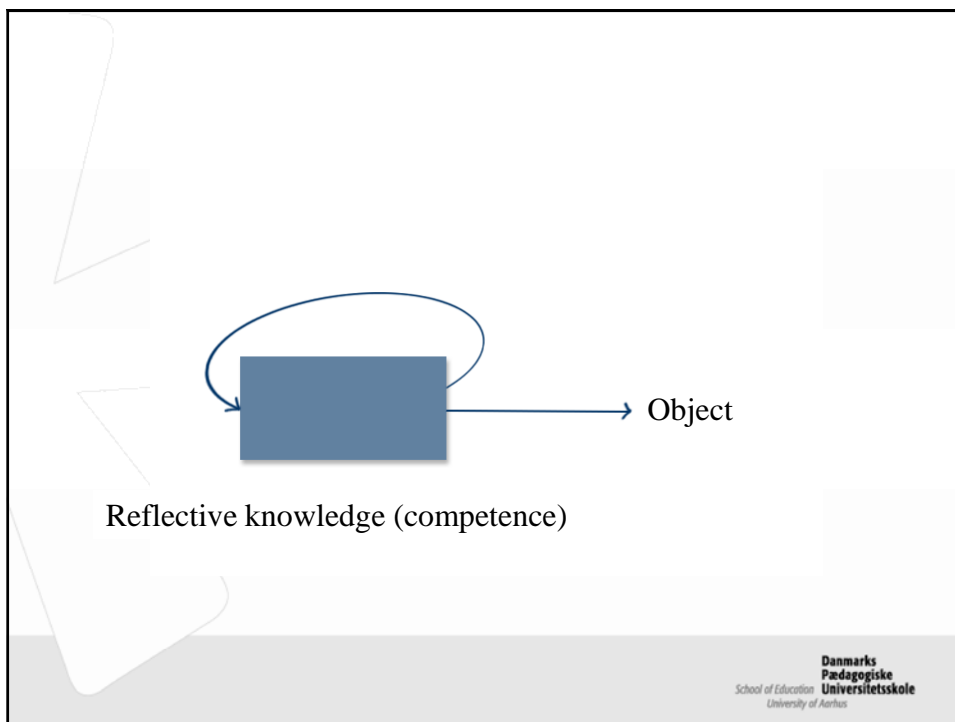 Object
Reflective knowledge (competence)
Danmarks
Pædagogiske
School of Education Universitetsskole
University of Aarhus